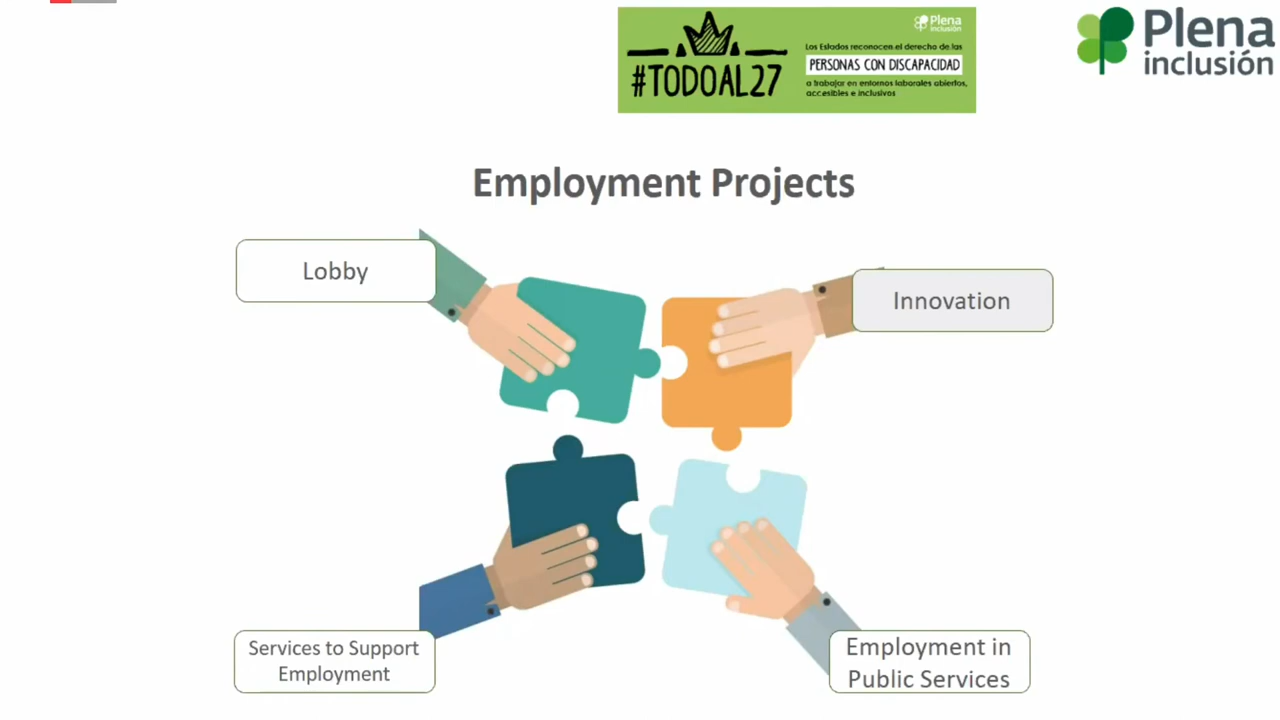 Plena
inclusión
#TODOAL27
Los Estados reconocen el derecho de las
PERSONAS CON DISCAPACIDAD
a trabajar en entornos laborales abiertos,
accesibles e inclusivos
Plena
inclusión
Employment Projects
Lobby
Innovation
Services to Support
Employment
Employment in
Public Services